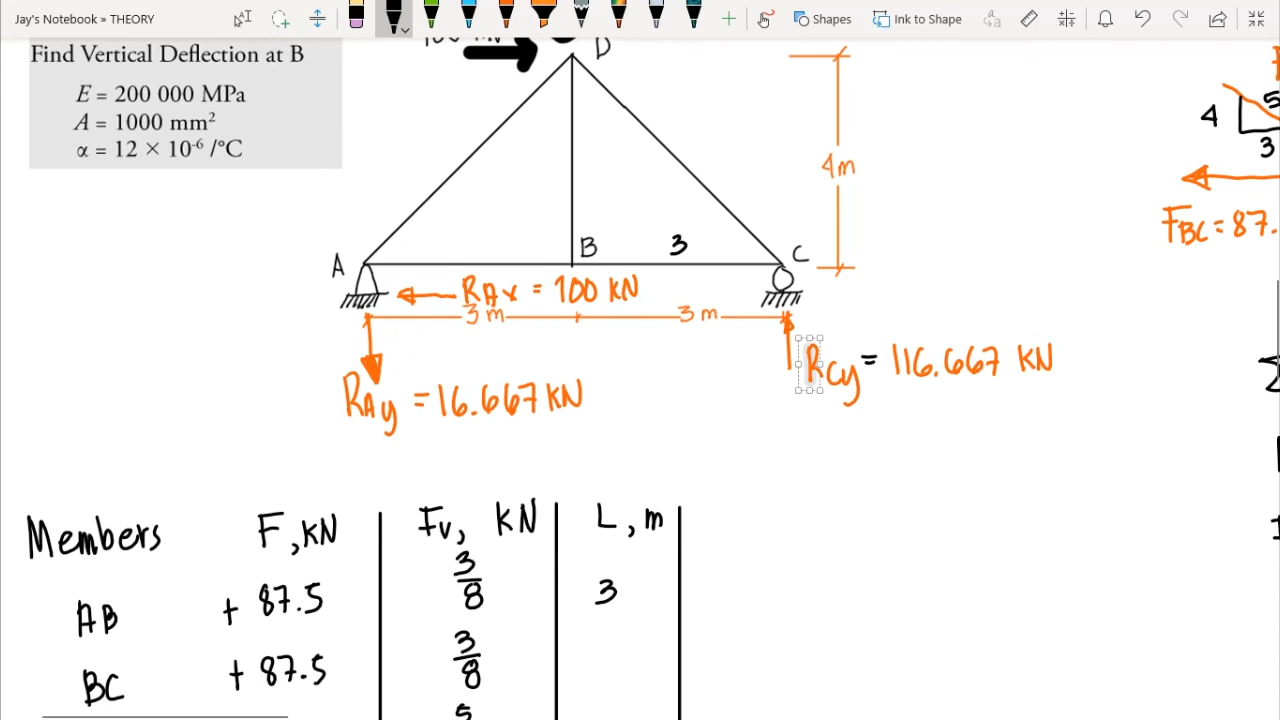 Jay's Notebook » THEORY
Shapes
Ink to Shape
Find Vertical Deflection at B
E = 200 000 MPa
A = 1000 mm²
α = 12 × 10⁻⁶ /°C
D
4m
4
5
3
A
B
3
C
RAx = 100 KN
3 m
3 m
FBC = 87.
RAy = 16.667 KN
RCy = 116.667 KN
Members F, KN Fv, KN L, m
AB + 87.5 3/8 3
BC + 87.5 3/8
5